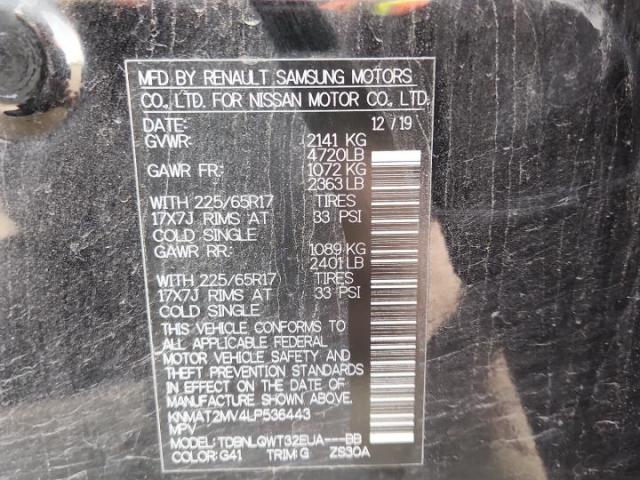 MFD BY RENAULT SAMSUNG MOTORS
CO., LTD. FOR NISSAN MOTOR CO., LTD.
DATE: 12 / 19
GVWR: 2141 KG
4720LB
GAWR FR: 1072 KG
2363 LB
WITH 225/65R17 TIRES
17X7J RIMS AT 33 PSI
COLD SINGLE
GAWR RR: 1089 KG
2401 LB
WITH 225/65R17 TIRES
17X7J RIMS AT 33 PSI
COLD SINGLE
THIS VEHICLE CONFORMS TO
ALL APPLICABLE FEDERAL
MOTOR VEHICLE SAFETY AND
THEFT PREVENTION STANDARDS
IN EFFECT ON THE DATE OF
MANUFACTURE SHOWN ABOVE.
KNMAT2MV4LP536443
MPV
MODEL: TDBNLQWT32EUA---BB
COLOR: G41 TRIM: G ZS30A